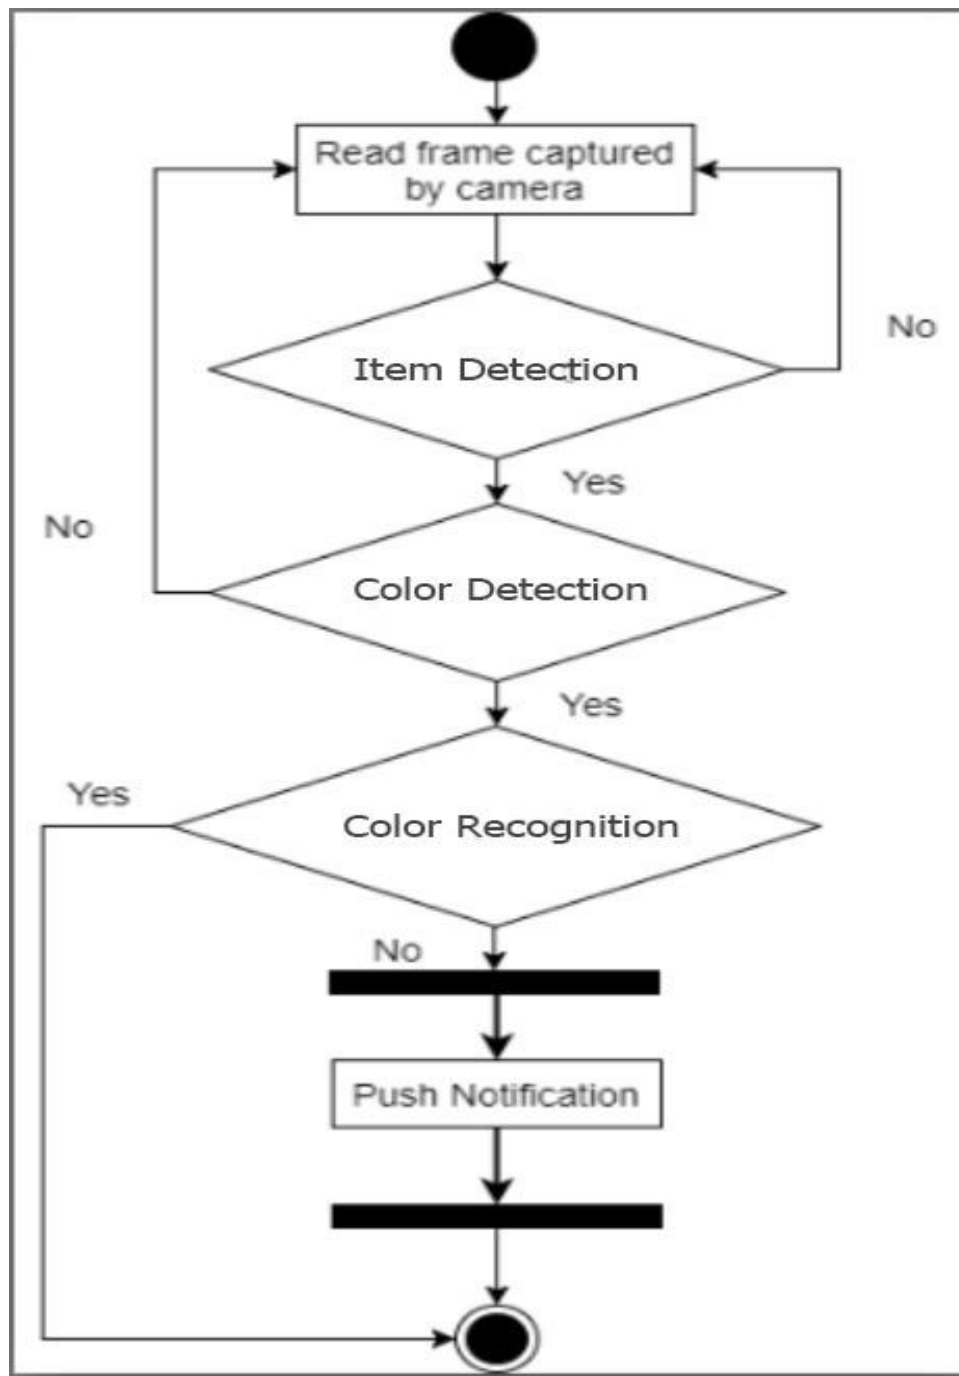 Read frame captured
by camera
No
Item Detection
Yes
No
Color Detection
Yes
Yes
Color Recognition
No
Push Notification